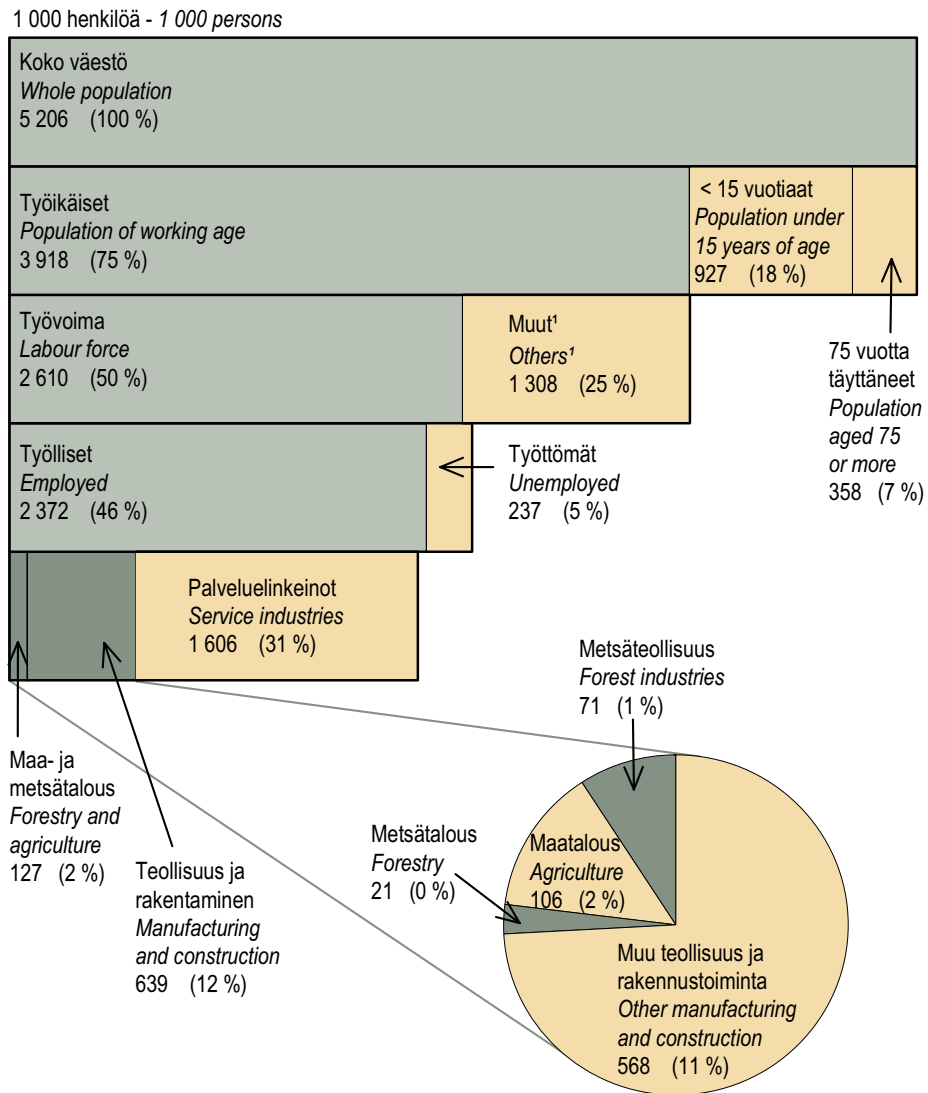 1 000 henkilöä - 1 000 persons
Koko väestö
Whole population
5 206 (100 %)
Työikäiset
Population of working age
3 918 (75 %)
< 15 vuotiaat
Population under
15 years of age
927 (18 %)
75 vuotta
täyttäneet
Population
aged 75
or more
358 (7 %)
Työvoima
Labour force
2 610 (50 %)
Muut¹
Others¹
1 308 (25 %)
Työlliset
Employed
2 372 (46 %)
Työttömät
Unemployed
237 (5 %)
Palveluelinkeinot
Service industries
1 606 (31 %)
Maa- ja
metsätalous
Forestry and
agriculture
127 (2 %)
Teollisuus ja
rakentaminen
Manufacturing
and construction
639 (12 %)
Metsäteollisuus
Forest industries
71 (1 %)
Metsätalous
Forestry
21 (0 %)
Maatalous
Agriculture
106 (2 %)
Muu teollisuus ja
rakennustoiminta
Other manufacturing
and construction
568 (11 %)